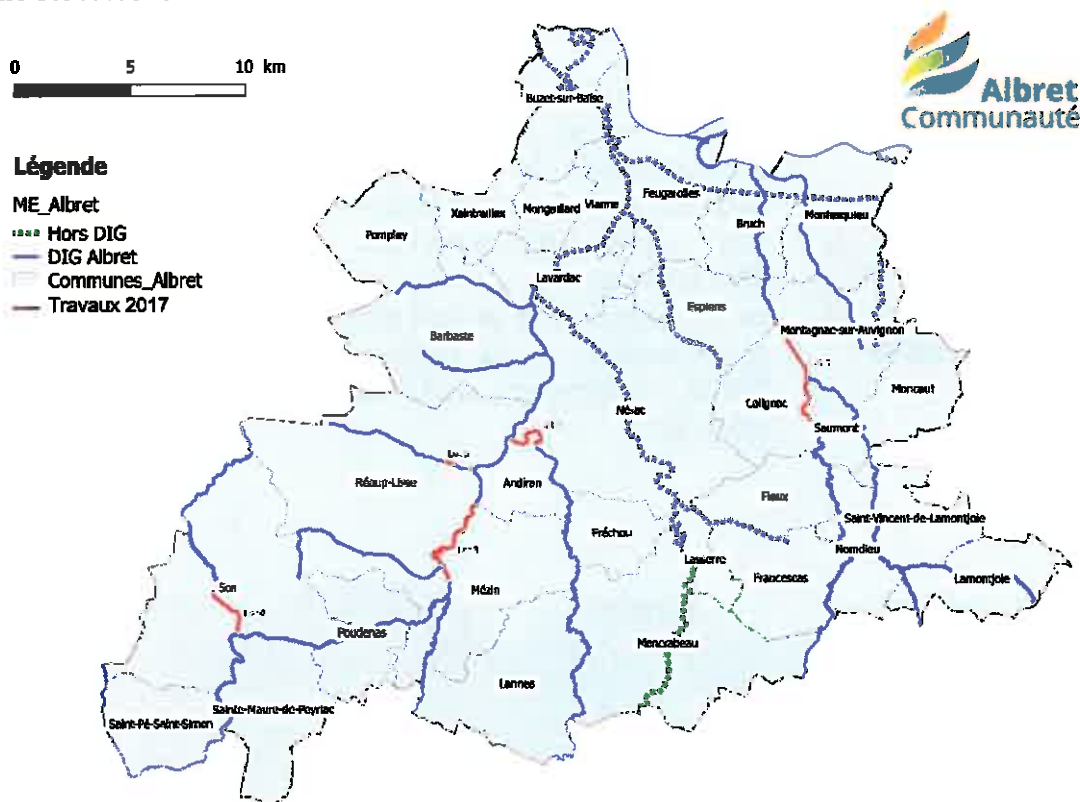 0 5 10 km
Albret
Communauté
Légende
ME_Albret
Hors DIG
DIG Albret
Communes_Albret
Travaux 2017
Buzet-sur-Baïse
Xaintrailles
Mongaillard
Vianne
Feugarolles
Bruch
Montesquieu
Pompiey
Lavardac
Espiens
Montagnac-sur-Auvignon
Barbaste
Moncaut
Calignac
Nérac
Saumont
Réaup-Lisse
Andiran
Fieux
Saint-Vincent-de-Lamontjoie
Fréchou
Nomdieu
Lasserre
Francescas
Lamontjoie
Sos
Mézin
Poudenas
Moncrabeau
Lannes
Sainte-Maure-de-Peyriac
Saint-Pé-Saint-Simon